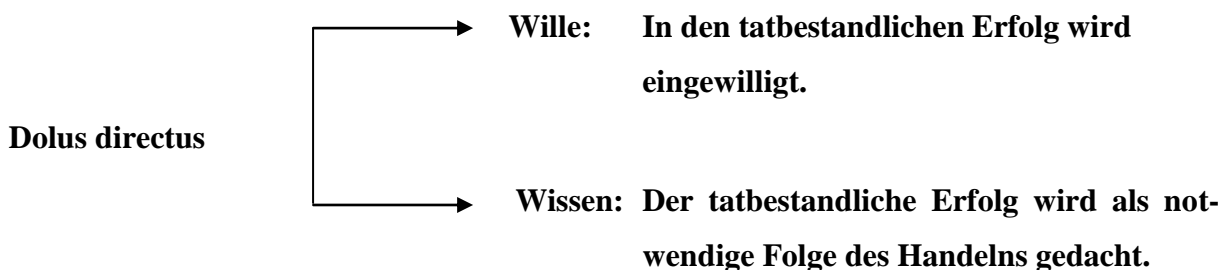 Wille: In den tatbestandlichen Erfolg wird
eingewilligt.
Dolus directus
Wissen: Der tatbestandliche Erfolg wird als not-
wendige Folge des Handelns gedacht.